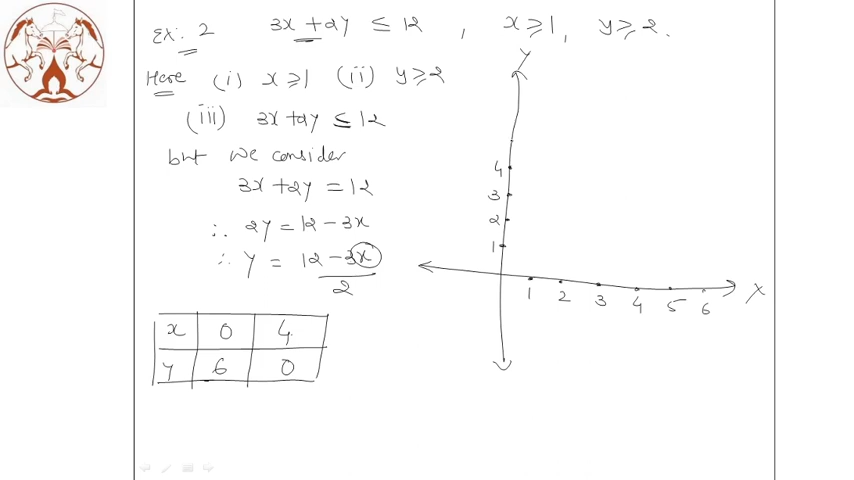 Ex: 2 3x + 2y ≤ 12 , x ≥ 1, y ≥ 2.
Here (i) x ≥ 1 (ii) y ≥ 2
(iii) 3x + 2y ≤ 12
but we consider
3x + 2y = 12
∴ 2y = 12 - 3x
∴ y = 12 - 3x
2
x 0 4
y 6 0
Y
4
3
2
1
1 2 3 4 5 6 X